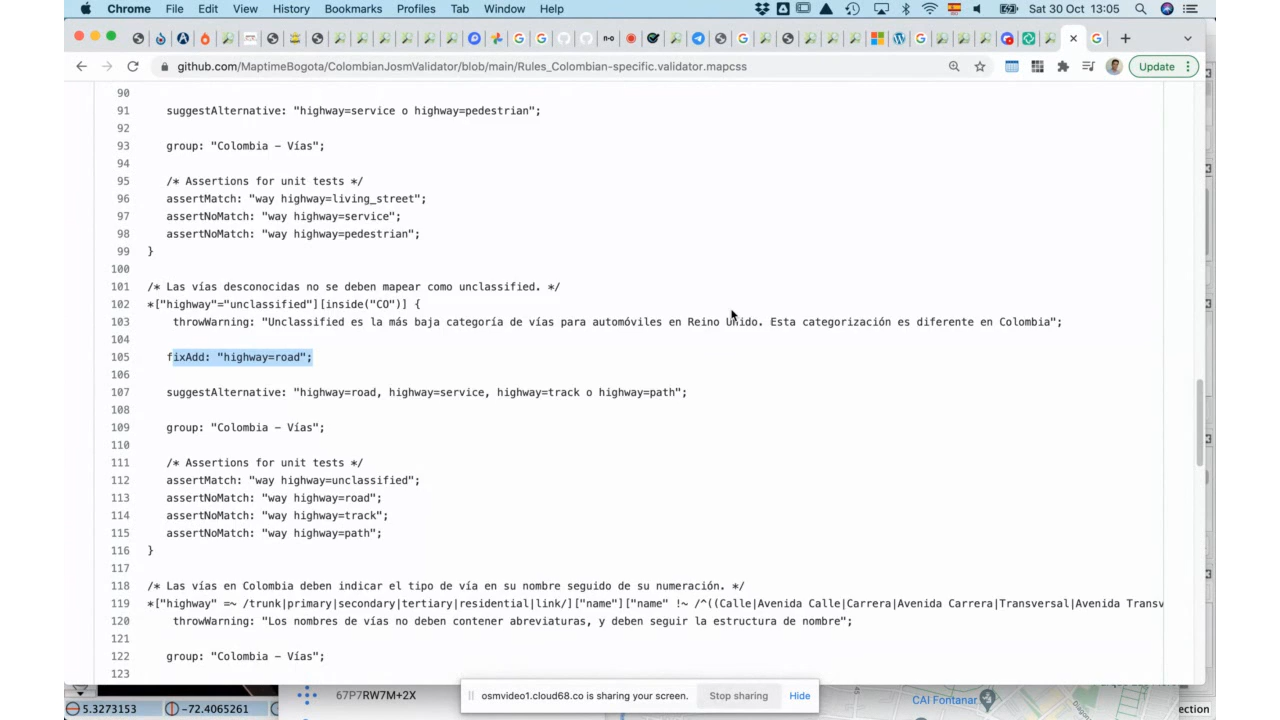 Chrome File Edit View History Bookmarks Profiles Tab Window Help Sat 30 Oct 13:05
github.com/MaptimeBogota/ColombianJosmValidator/blob/main/Rules_Colombian-specific.validator.mapcss Update
90
91 suggestAlternative: "highway=service o highway=pedestrian";
92
93 group: "Colombia - Vías";
94
95 /* Assertions for unit tests */
96 assertMatch: "way highway=living_street";
97 assertNoMatch: "way highway=service";
98 assertNoMatch: "way highway=pedestrian";
99 }
100
101 /* Las vías desconocidas no se deben mapear como unclassified. */
102 *["highway"="unclassified"][inside("CO")] {
103 throwWarning: "Unclassified es la más baja categoría de vías para automóviles en Reino Unido. Esta categorización es diferente en Colombia";
104
105 fixAdd: "highway=road";
106
107 suggestAlternative: "highway=road, highway=service, highway=track o highway=path";
108
109 group: "Colombia - Vías";
110
111 /* Assertions for unit tests */
112 assertMatch: "way highway=unclassified";
113 assertNoMatch: "way highway=road";
114 assertNoMatch: "way highway=track";
115 assertNoMatch: "way highway=path";
116 }
117
118 /* Las vías en Colombia deben indicar el tipo de vía en su nombre seguido de su numeración. */
119 *["highway" =~ /trunk|primary|secondary|tertiary|residential|link/]["name"]["name" !~ /^((Calle|Avenida Calle|Carrera|Avenida Carrera|Transversal|Avenida Transv
120 throwWarning: "Los nombres de vías no deben contener abreviaturas, y deben seguir la estructura de nombre";
121
122 group: "Colombia - Vías";
123
67P7RW7M+2X osmvideo1.cloud68.co is sharing your screen. Stop sharing Hide CAI Fontanar
5.3273153 -72.4065261 ection